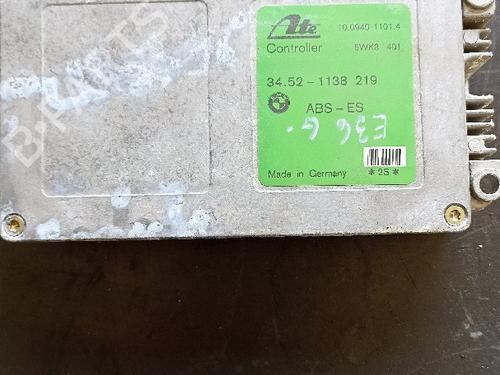 Ate
10.0940-1101.4
Controller
5WK8 401
34.52-1138 219
ABS-ES
E36 G.
Made in Germany
*2S*
B-PARTS